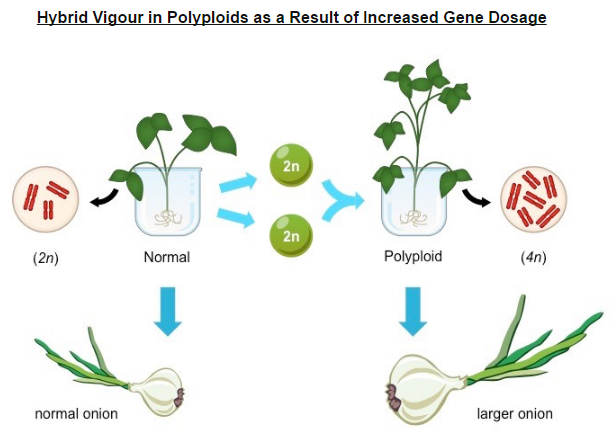 Hybrid Vigour in Polyploids as a Result of Increased Gene Dosage
2n
2n
(2n)
Normal
Polyploid
(4n)
normal onion
larger onion